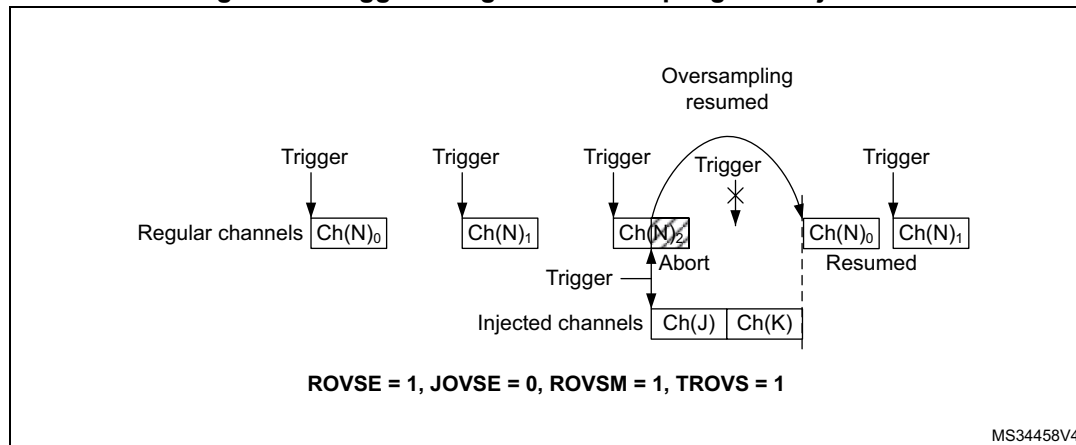 Oversampling
resumed
Trigger Trigger Trigger Trigger Trigger
Regular channels Ch(N)₀ Ch(N)₁ Ch(N)₂ Ch(N)₀ Ch(N)₁
Abort Resumed
Trigger
Injected channels Ch(J) Ch(K)
ROVSE = 1, JOVSE = 0, ROVSM = 1, TROVS = 1
MS34458V4